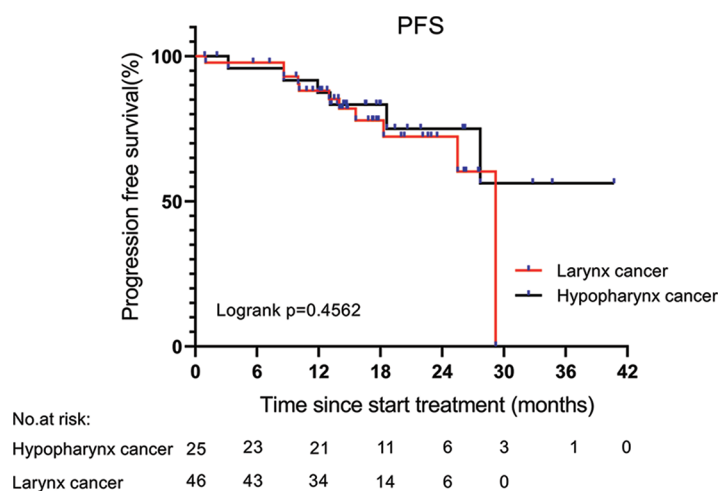 PFS
100
50
0
Progression free survival(%)
Larynx cancer
Hypopharynx cancer
Logrank p=0.4562
0 6 12 18 24 30 36 42
Time since start treatment (months)
No.at risk:
Hypopharynx cancer 25 23 21 11 6 3 1 0
Larynx cancer 46 43 34 14 6 0